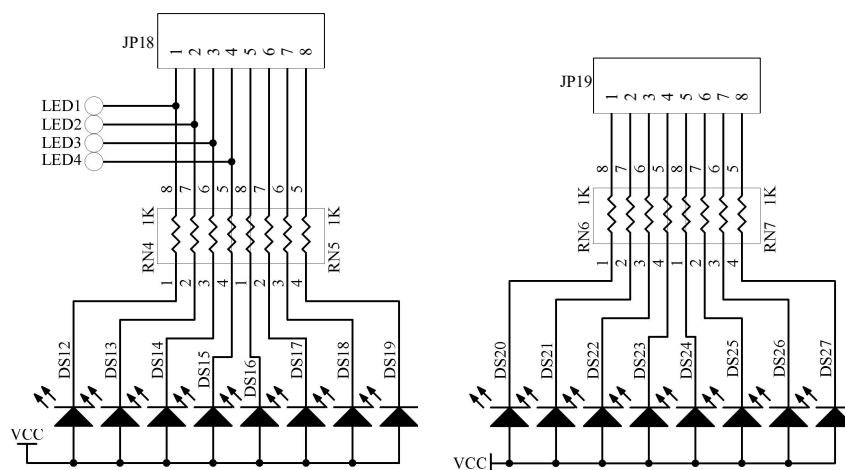 JP18
1 2 3 4 5 6 7 8
LED1
LED2
LED3
LED4
8 7 6 5 8 7 6 5
1K 1K
RN4 RN5
1 2 3 4 1 2 3 4
DS12 DS13 DS14 DS15 DS16 DS17 DS18 DS19
VCC
JP19
1 2 3 4 5 6 7 8
8 7 6 5 8 7 6 5
1K 1K
RN6 RN7
1 2 3 4 1 2 3 4
DS20 DS21 DS22 DS23 DS24 DS25 DS26 DS27
VCC